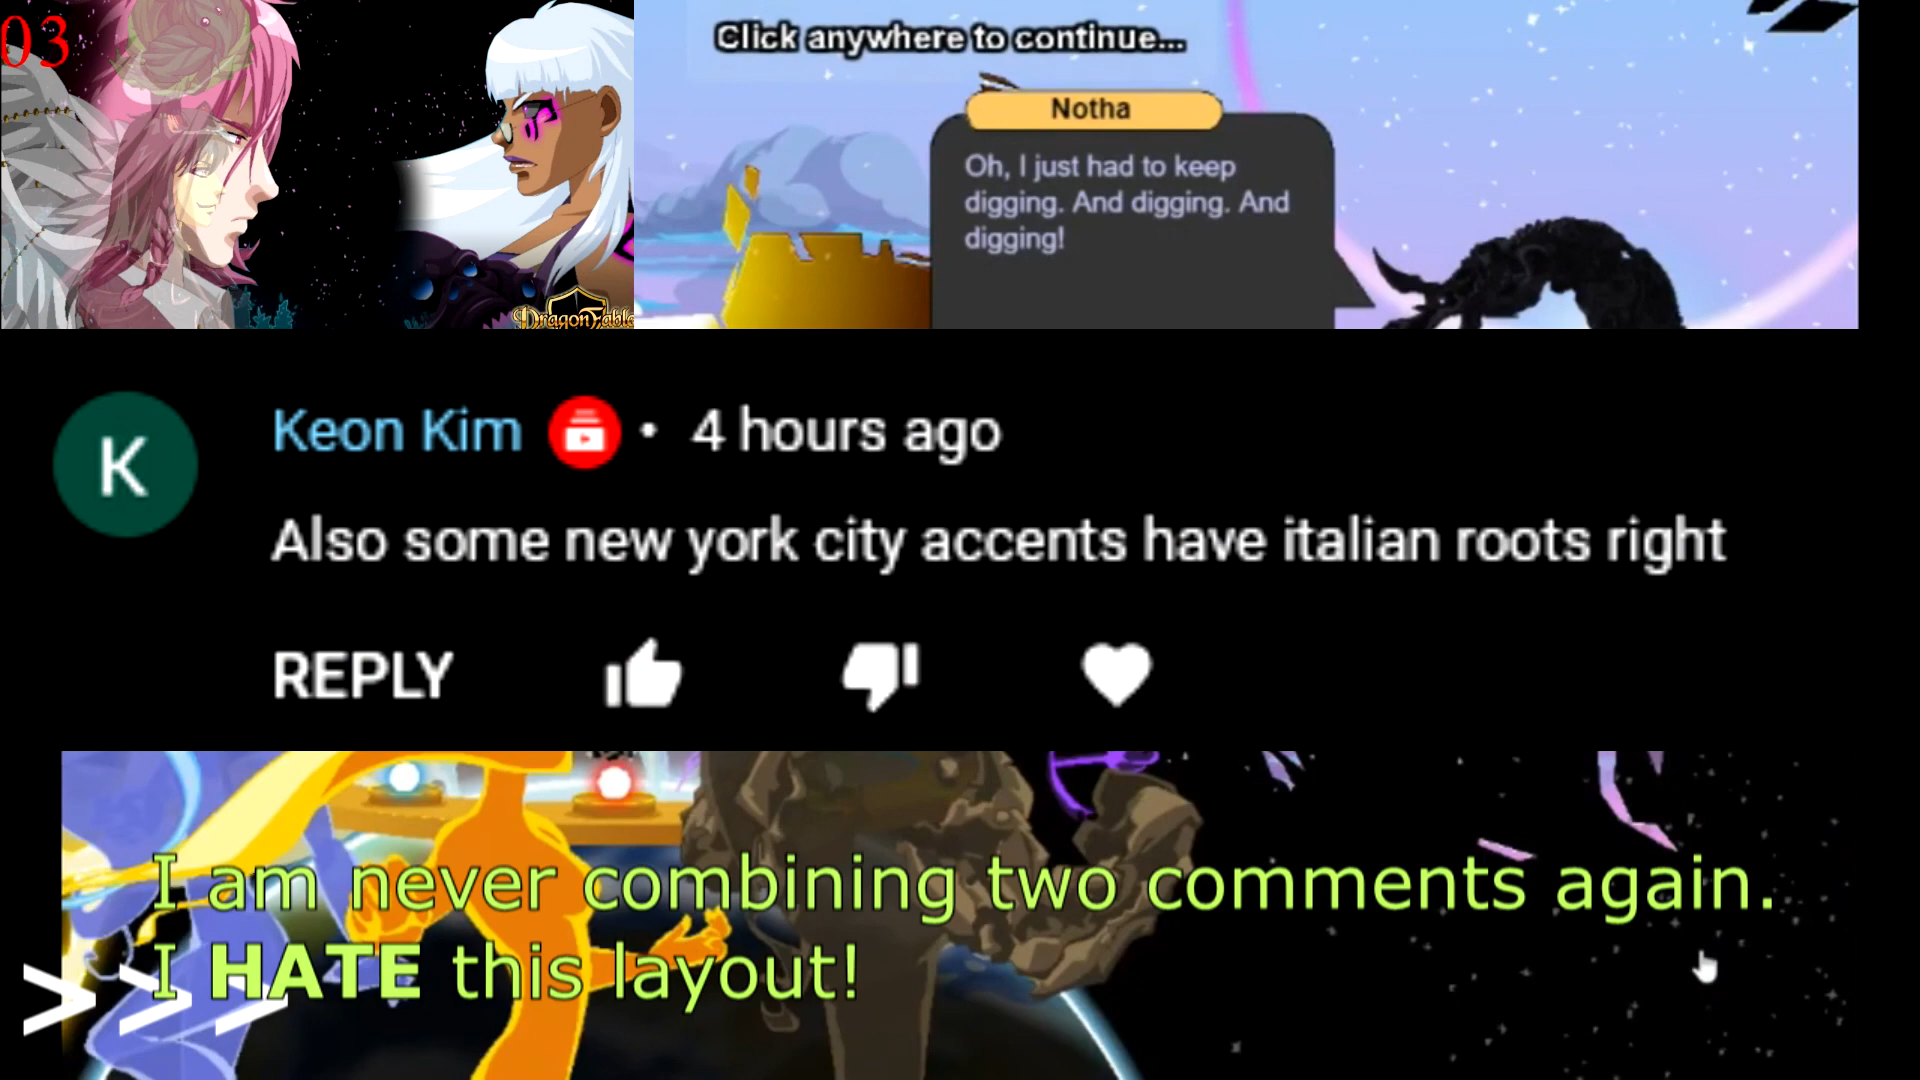 03
DragonFable
Click anywhere to continue...
Notha
Oh, I just had to keep
digging. And digging. And
digging!
K
Keon Kim • 4 hours ago
Also some new york city accents have italian roots right
REPLY
I am never combining two comments again.
I HATE this layout!
>>>